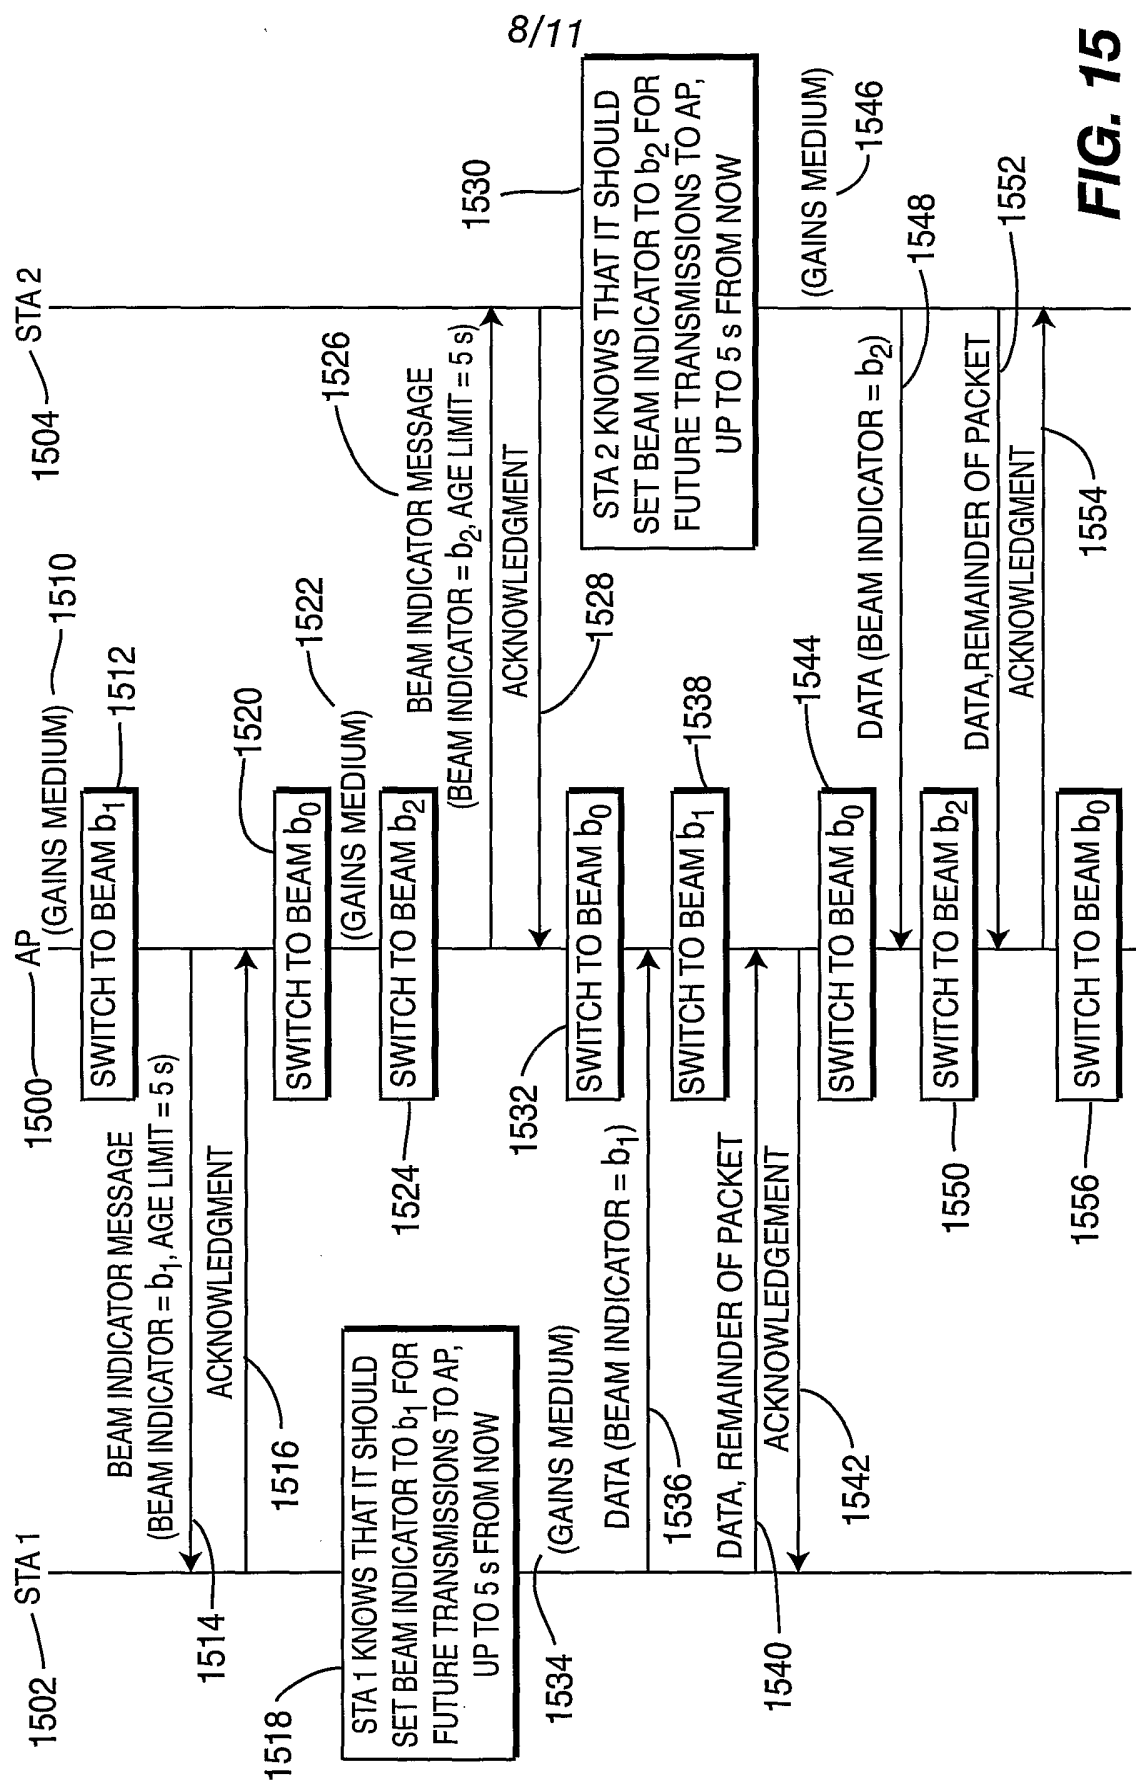 8/11
1502
STA 1
1500
AP
1504
STA 2
(GAINS MEDIUM)
1510
SWITCH TO BEAM b1
1512
BEAM INDICATOR MESSAGE
(BEAM INDICATOR = b1, AGE LIMIT = 5 s)
1514
ACKNOWLEDGMENT
1516
SWITCH TO BEAM b0
1520
STA 1 KNOWS THAT IT SHOULD
SET BEAM INDICATOR TO b1 FOR
FUTURE TRANSMISSIONS TO AP,
UP TO 5 s FROM NOW
1518
(GAINS MEDIUM)
1522
SWITCH TO BEAM b2
1524
BEAM INDICATOR MESSAGE
(BEAM INDICATOR = b2, AGE LIMIT = 5 s)
1526
ACKNOWLEDGMENT
1528
STA 2 KNOWS THAT IT SHOULD
SET BEAM INDICATOR TO b2 FOR
FUTURE TRANSMISSIONS TO AP,
UP TO 5 s FROM NOW
1530
SWITCH TO BEAM b0
1532
1534
(GAINS MEDIUM)
DATA (BEAM INDICATOR = b1)
1536
SWITCH TO BEAM b1
1538
DATA, REMAINDER OF PACKET
1540
ACKNOWLEDGEMENT
1542
SWITCH TO BEAM b0
1544
(GAINS MEDIUM)
1546
DATA (BEAM INDICATOR = b2)
1548
SWITCH TO BEAM b2
1550
DATA,REMAINDER OF PACKET
1552
ACKNOWLEDGMENT
1554
SWITCH TO BEAM b0
1556
FIG. 15